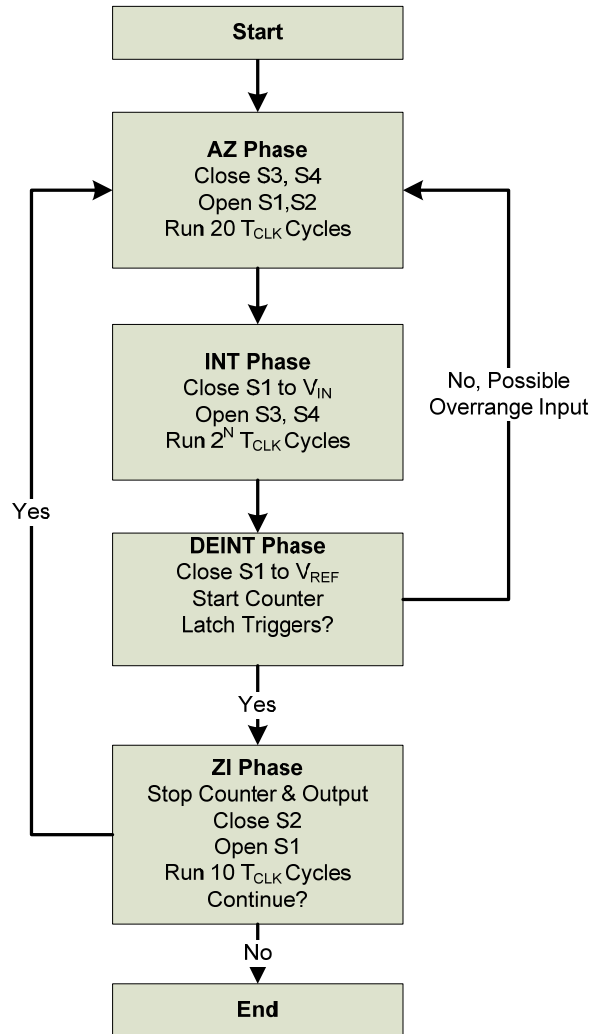 Start
AZ Phase
Close S3, S4
Open S1,S2
Run 20 TCLK Cycles
INT Phase
Close S1 to VIN
Open S3, S4
Run 2^N TCLK Cycles
No, Possible
Overrange Input
Yes
DEINT Phase
Close S1 to VREF
Start Counter
Latch Triggers?
Yes
ZI Phase
Stop Counter & Output
Close S2
Open S1
Run 10 TCLK Cycles
Continue?
No
End